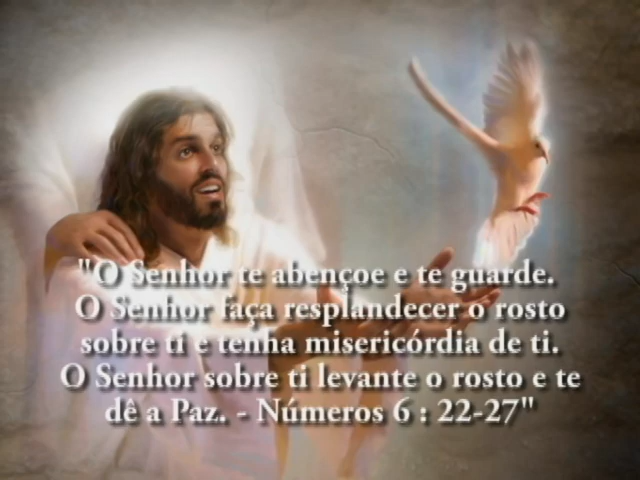 "O Senhor te abençoe e te guarde.
O Senhor faça resplandecer o rosto
sobre ti e tenha misericórdia de ti.
O Senhor sobre ti levante o rosto e te
dê a Paz. - Números 6 : 22-27"